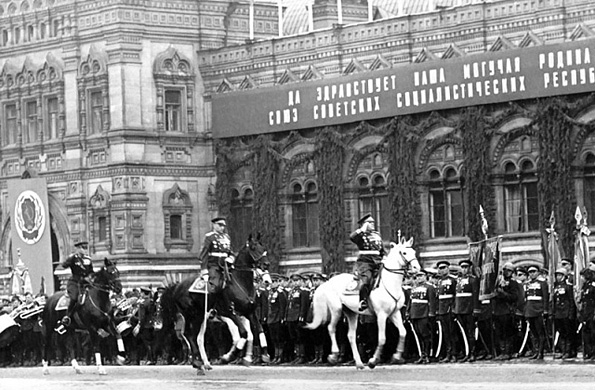 ДА ЗДРАВСТВУЕТ НАША МОГУЧАЯ РОДИНА
СОЮЗ СОВЕТСКИХ СОЦИАЛИСТИЧЕСКИХ РЕСПУБ